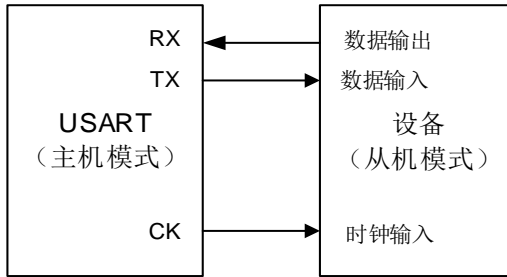 RX
数据输出
TX
数据输入
USART
（主机模式）
设备
（从机模式）
CK
时钟输入